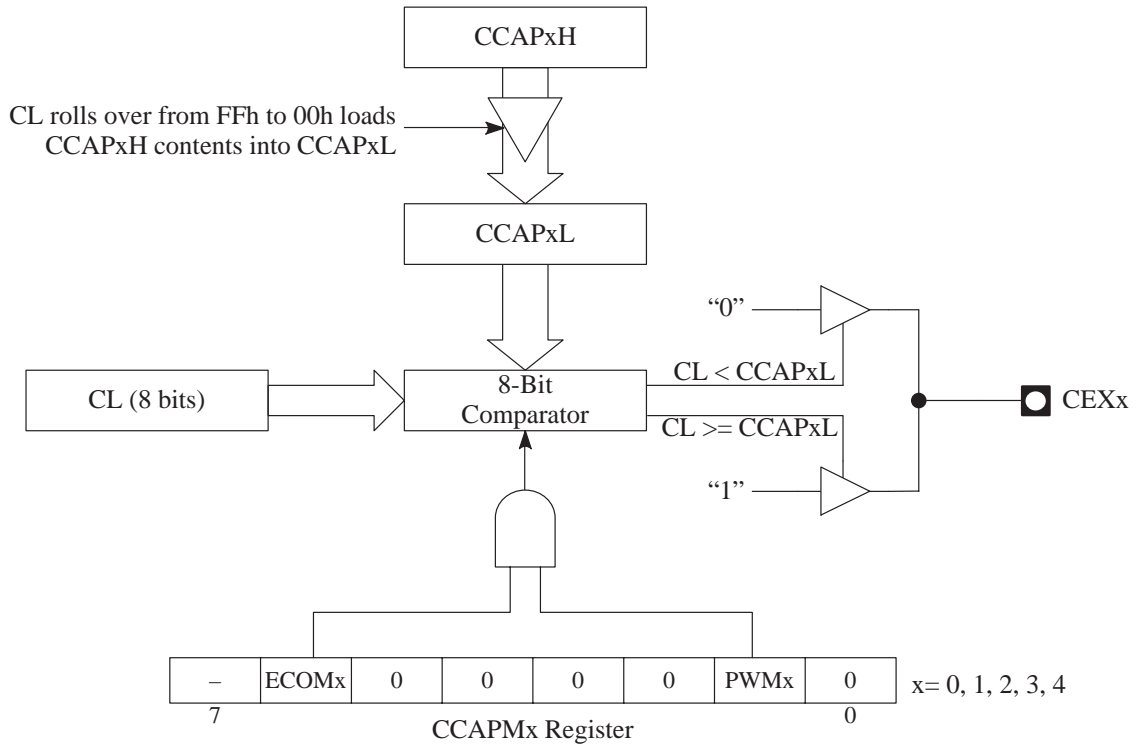 CCAPxH
CL rolls over from FFh to 00h loads
CCAPxH contents into CCAPxL
CCAPxL
“0”
CL < CCAPxL
CL (8 bits)
8-Bit
Comparator
CEXx
CL >= CCAPxL
“1”
– ECOMx 0 0 0 0 PWMx 0
x= 0, 1, 2, 3, 4
7 0
CCAPMx Register